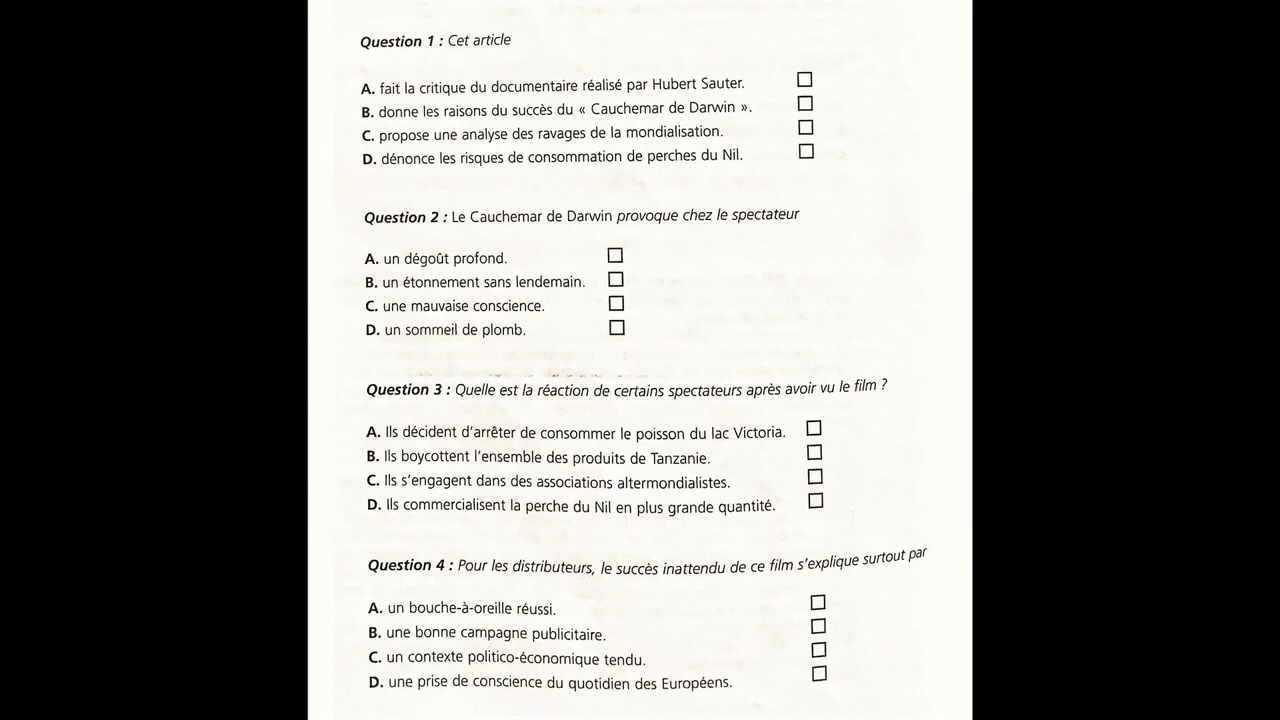 Question 1 : Cet article
A. fait la critique du documentaire réalisé par Hubert Sauter.
B. donne les raisons du succès du « Cauchemar de Darwin ».
C. propose une analyse des ravages de la mondialisation.
D. dénonce les risques de consommation de perches du Nil.
Question 2 : Le Cauchemar de Darwin provoque chez le spectateur
A. un dégoût profond.
B. un étonnement sans lendemain.
C. une mauvaise conscience.
D. un sommeil de plomb.
Question 3 : Quelle est la réaction de certains spectateurs après avoir vu le film ?
A. Ils décident d'arrêter de consommer le poisson du lac Victoria.
B. Ils boycottent l'ensemble des produits de Tanzanie.
C. Ils s'engagent dans des associations altermondialistes.
D. Ils commercialisent la perche du Nil en plus grande quantité.
Question 4 : Pour les distributeurs, le succès inattendu de ce film s'explique surtout par
A. un bouche-à-oreille réussi.
B. une bonne campagne publicitaire.
C. un contexte politico-économique tendu.
D. une prise de conscience du quotidien des Européens.